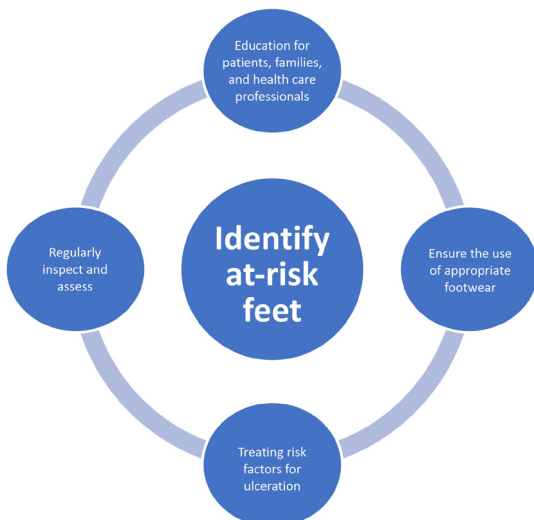 Education for
patients, families,
and health care
professionals
Identify
at-risk
feet
Regularly
inspect and
assess
Ensure the use
of appropriate
footwear
Treating risk
factors for
ulceration